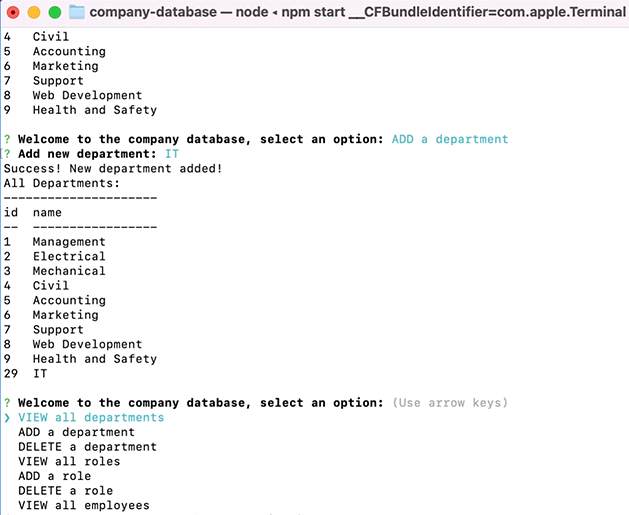 company-database — node ◂ npm start __CFBundleIdentifier=com.apple.Terminal
4 Civil
5 Accounting
6 Marketing
7 Support
8 Web Development
9 Health and Safety
? Welcome to the company database, select an option: ADD a department
? Add new department: IT
Success! New department added!
All Departments:
---------------------
id name
-- -----------------
1 Management
2 Electrical
3 Mechanical
4 Civil
5 Accounting
6 Marketing
7 Support
8 Web Development
9 Health and Safety
29 IT
? Welcome to the company database, select an option: (Use arrow keys)
❯ VIEW all departments
ADD a department
DELETE a department
VIEW all roles
ADD a role
DELETE a role
VIEW all employees